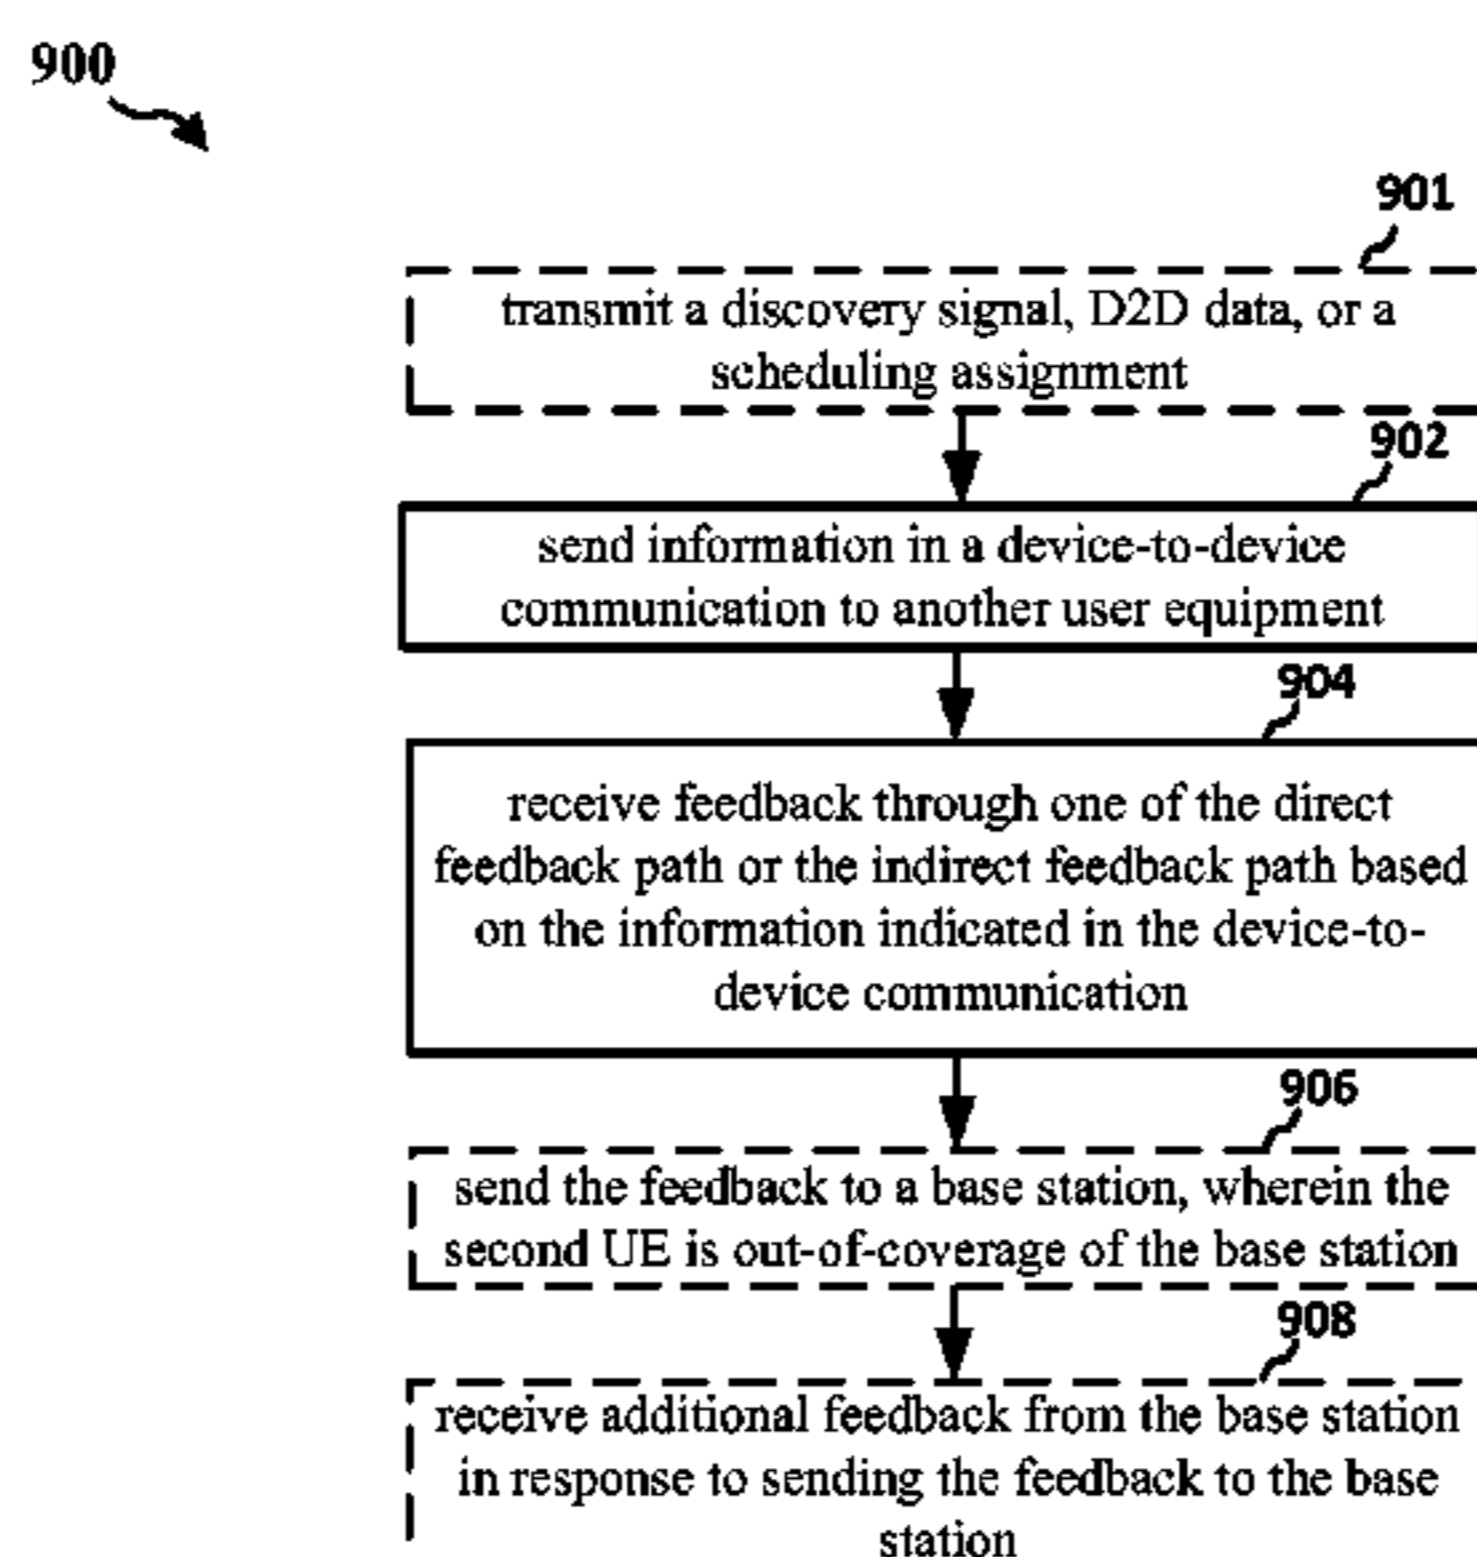 900
901
transmit a discovery signal, D2D data, or a
scheduling assignment
902
send information in a device-to-device
communication to another user equipment
904
receive feedback through one of the direct
feedback path or the indirect feedback path based
on the information indicated in the device-to-
device communication
906
send the feedback to a base station, wherein the
second UE is out-of-coverage of the base station
908
receive additional feedback from the base station
in response to sending the feedback to the base
station